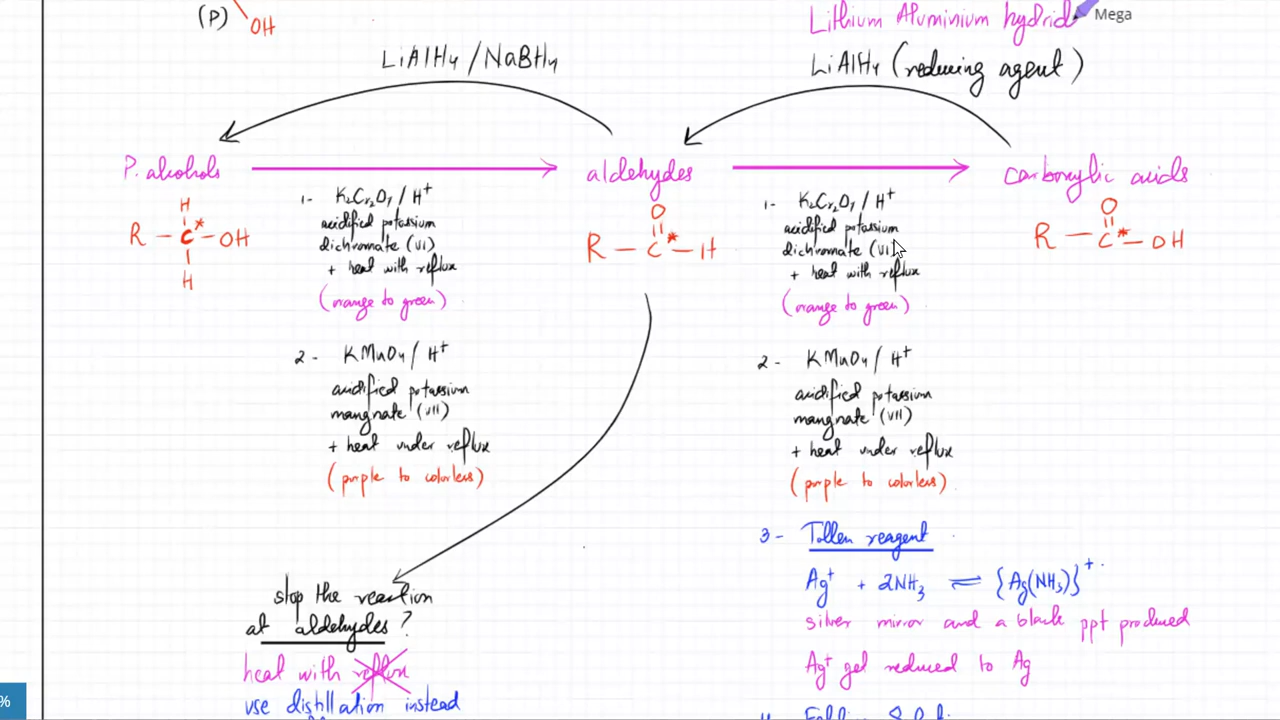 (P)
OH
Lithium Aluminium hydrid
Mega
LiAlH4 / NaBH4
LiAlH4 (reducing agent)
P. alcohols
aldehydes
carboxylic acids
H
R - C* - OH
H
O
R - C* - H
O
R - C* - OH
1- K2Cr2O7 / H+
acidified potassium
dichromate (VI)
+ heat with reflux
(orange to green)
2- KMnO4 / H+
acidified potassium
mangnate (VII)
+ heat under reflux
(purple to colorless)
1- K2Cr2O7 / H+
acidified potassium
dichromate (VI)
+ heat with reflux
(orange to green)
2- KMnO4 / H+
acidified potassium
mangnate (VII)
+ heat under reflux
(purple to colorless)
3- Tollen reagent
Ag+ + 2NH3 ⇌ {Ag(NH3)}+
silver mirror and a black ppt produced
Ag+ get reduced to Ag
stop the reaction
at aldehydes?
heat with reflux
use distillation instead
%